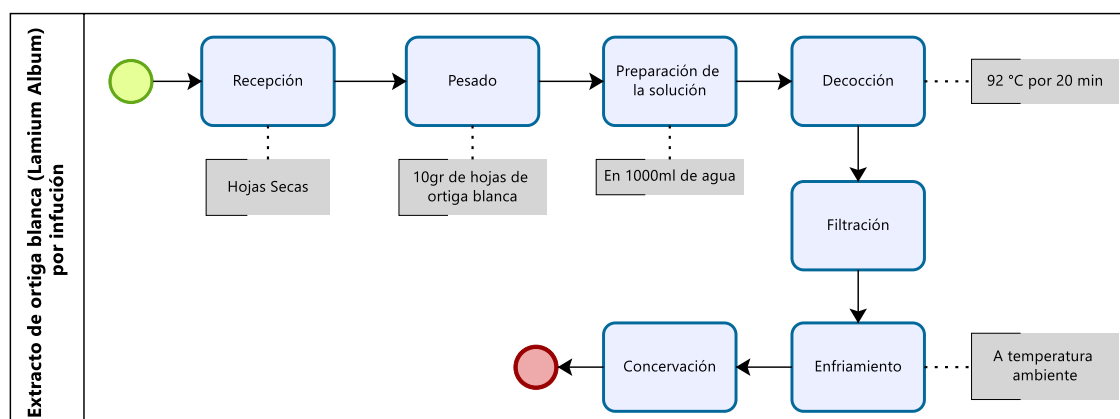 Extracto de ortiga blanca (Lamium Album)
por infución
Recepción
Pesado
Preparación de
la solución
Decocción
92 °C por 20 min
Hojas Secas
10gr de hojas de
ortiga blanca
En 1000ml de agua
Filtración
Concervación
Enfriamiento
A temperatura
ambiente